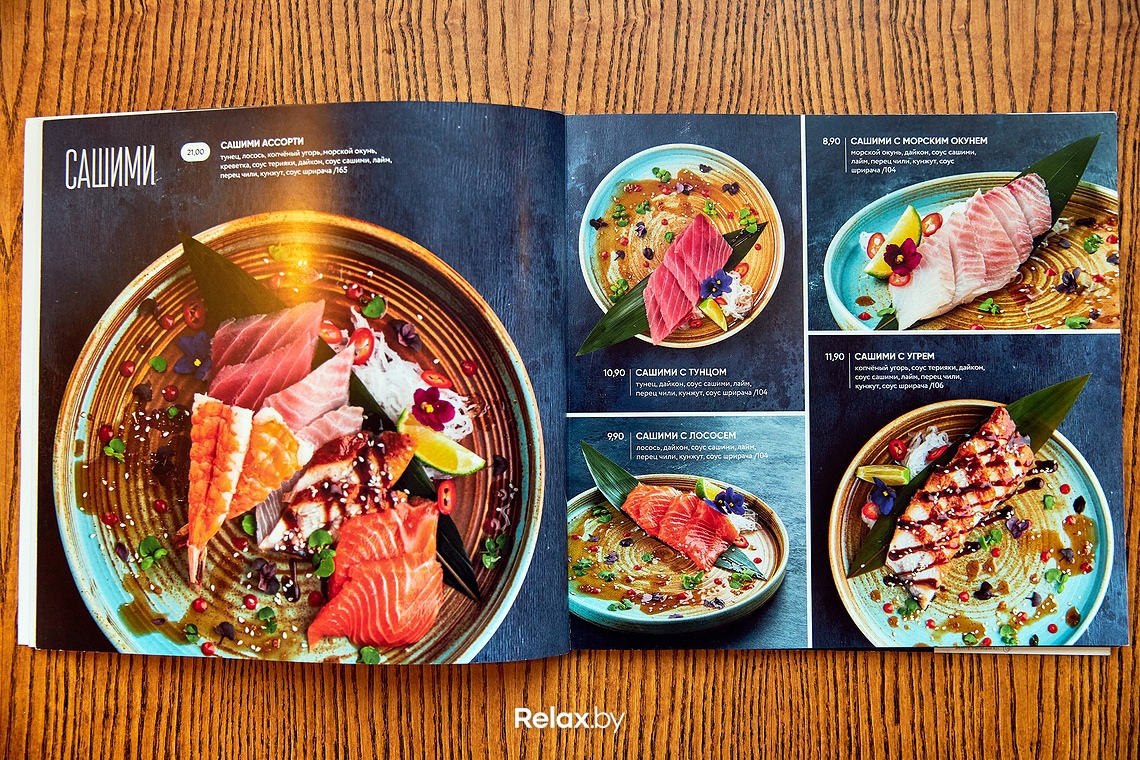 САШИМИ
21,00
САШИМИ АССОРТИ
тунец, лосось, копчёный угорь, морской окунь,
креветка, соус терияки, дайкон, соус сашими, лайм,
перец чили, кунжут, соус шрирача /165
10,90
САШИМИ С ТУНЦОМ
тунец, дайкон, соус сашими, лайм,
перец чили, кунжут, соус шрирача /104
9,90
САШИМИ С ЛОСОСЕМ
лосось, дайкон, соус сашими, лайм,
перец чили, кунжут, соус шрирача /104
8,90
САШИМИ С МОРСКИМ ОКУНЕМ
морской окунь, дайкон, соус сашими,
лайм, перец чили, кунжут, соус
шрирача /104
11,90
САШИМИ С УГРЕМ
копчёный угорь, соус терияки, дайкон,
соус сашими, лайм, перец чили,
кунжут, соус шрирача /106
Relax.by